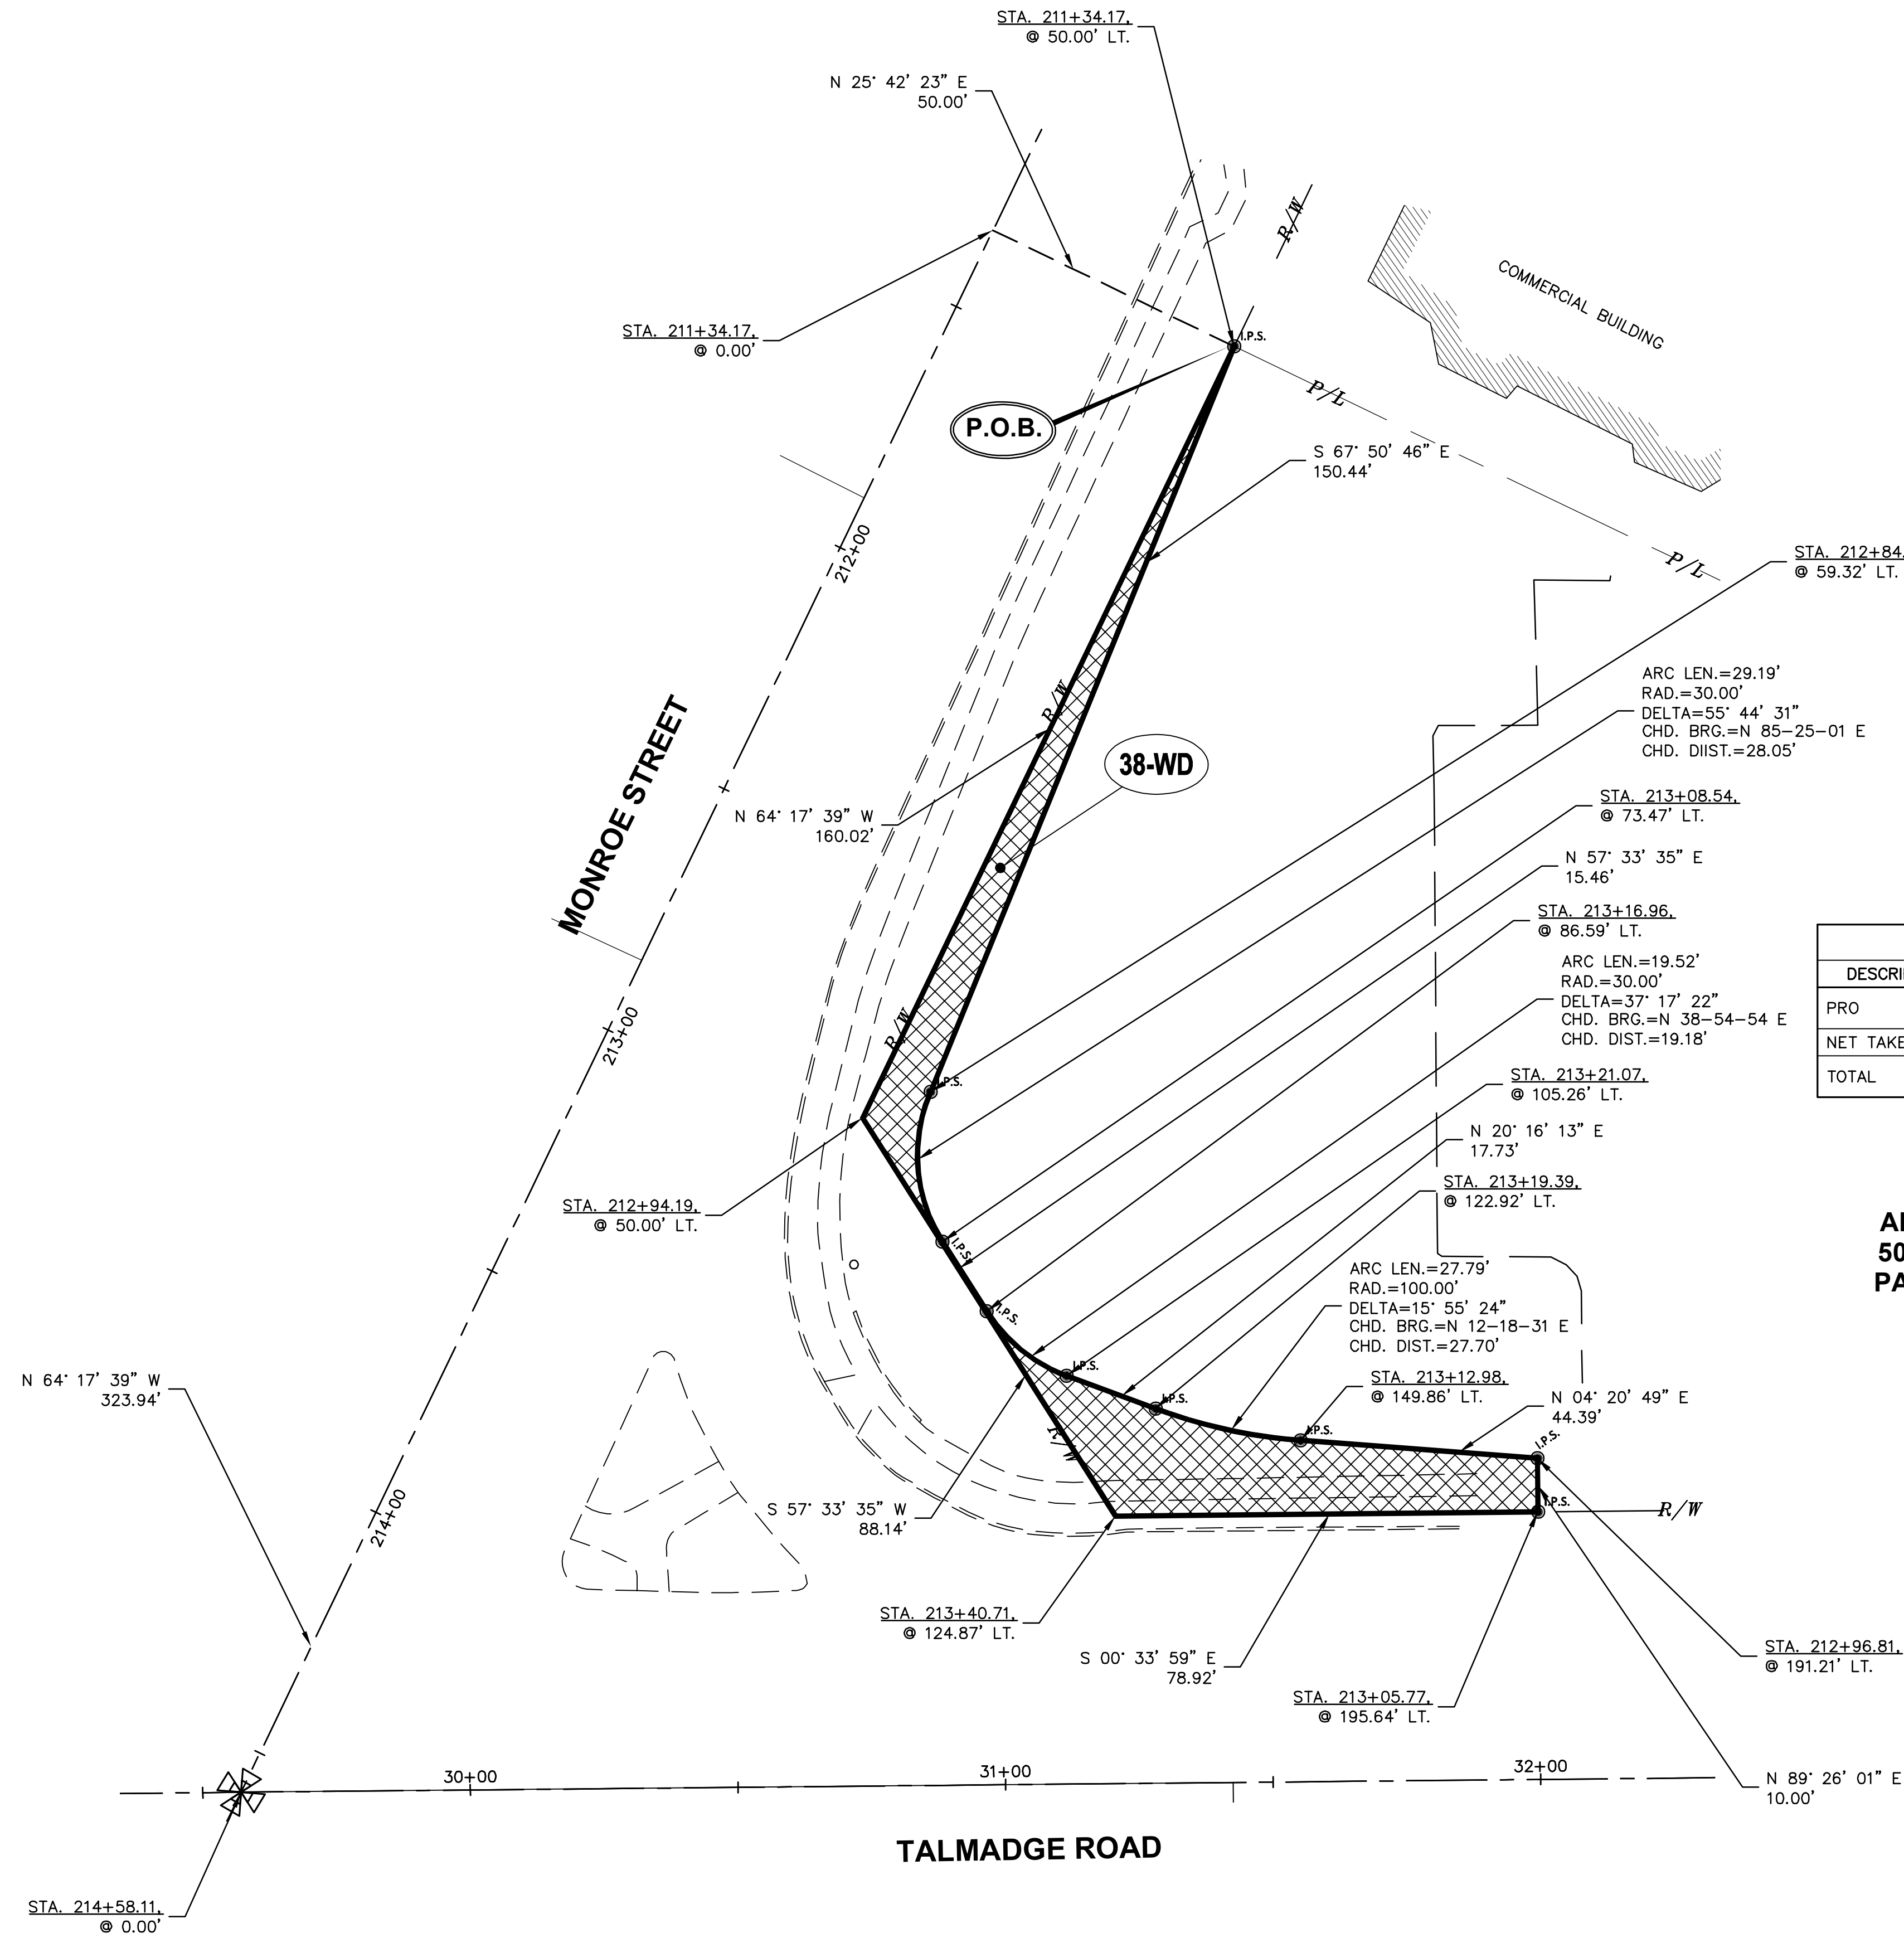 STA. 211+34.17,
@ 50.00' LT.
N 25° 42' 23" E
50.00'
R/W
COMMERCIAL BUILDING
STA. 211+34.17,
@ 0.00'
I.P.S.
P/L
P.O.B.
S 67° 50' 46" E
150.44'
212+00
STA. 212+84.
@ 59.32' LT.
P/L
ARC LEN.=29.19'
RAD.=30.00'
DELTA=55° 44' 31"
CHD. BRG.=N 85-25-01 E
CHD. DIIST.=28.05'
R/W
38-WD
MONROE STREET
N 64° 17' 39" W
160.02'
STA. 213+08.54,
@ 73.47' LT.
N 57° 33' 35" E
15.46'
STA. 213+16.96,
@ 86.59' LT.
ARC LEN.=19.52'
RAD.=30.00'
DELTA=37° 17' 22"
CHD. BRG.=N 38-54-54 E
CHD. DIST.=19.18'
DESCRI
PRO
NET TAKE
TOTAL
213+00
R/W
I.P.S.
STA. 213+21.07,
@ 105.26' LT.
N 20° 16' 13" E
17.73'
STA. 213+19.39,
@ 122.92' LT.
STA. 212+94.19,
@ 50.00' LT.
I.P.S.
50
PA
ARC LEN.=27.79'
RAD.=100.00'
DELTA=15° 55' 24"
CHD. BRG.=N 12-18-31 E
CHD. DIST.=27.70'
I.P.S.
I.P.S.
N 64° 17' 39" W
323.94'
STA. 213+12.98,
@ 149.86' LT.
I.P.S.
N 04° 20' 49" E
44.39'
I.P.S.
R/W
I.P.S.
214+00
S 57° 33' 35" W
88.14'
I.P.S.
R/W
STA. 213+40.71,
@ 124.87' LT.
S 00° 33' 59" E
78.92'
STA. 212+96.81,
@ 191.21' LT.
STA. 213+05.77,
@ 195.64' LT.
30+00
31+00
32+00
N 89° 26' 01" E
10.00'
TALMADGE ROAD
STA. 214+58.11,
@ 0.00'